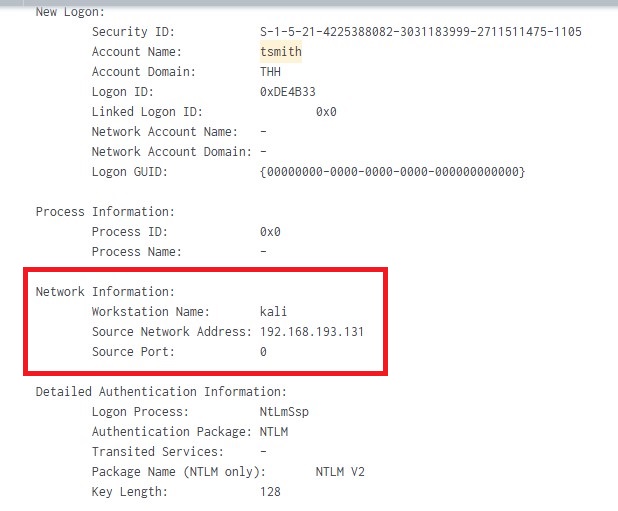 New Logon:
Security ID: S-1-5-21-4225388082-3031183999-2711511475-1105
Account Name: tsmith
Account Domain: THH
Logon ID: 0xDE4B33
Linked Logon ID: 0x0
Network Account Name: -
Network Account Domain: -
Logon GUID: {00000000-0000-0000-0000-000000000000}
Process Information:
Process ID: 0x0
Process Name: -
Network Information:
Workstation Name: kali
Source Network Address: 192.168.193.131
Source Port: 0
Detailed Authentication Information:
Logon Process: NtLmSsp
Authentication Package: NTLM
Transited Services: -
Package Name (NTLM only): NTLM V2
Key Length: 128